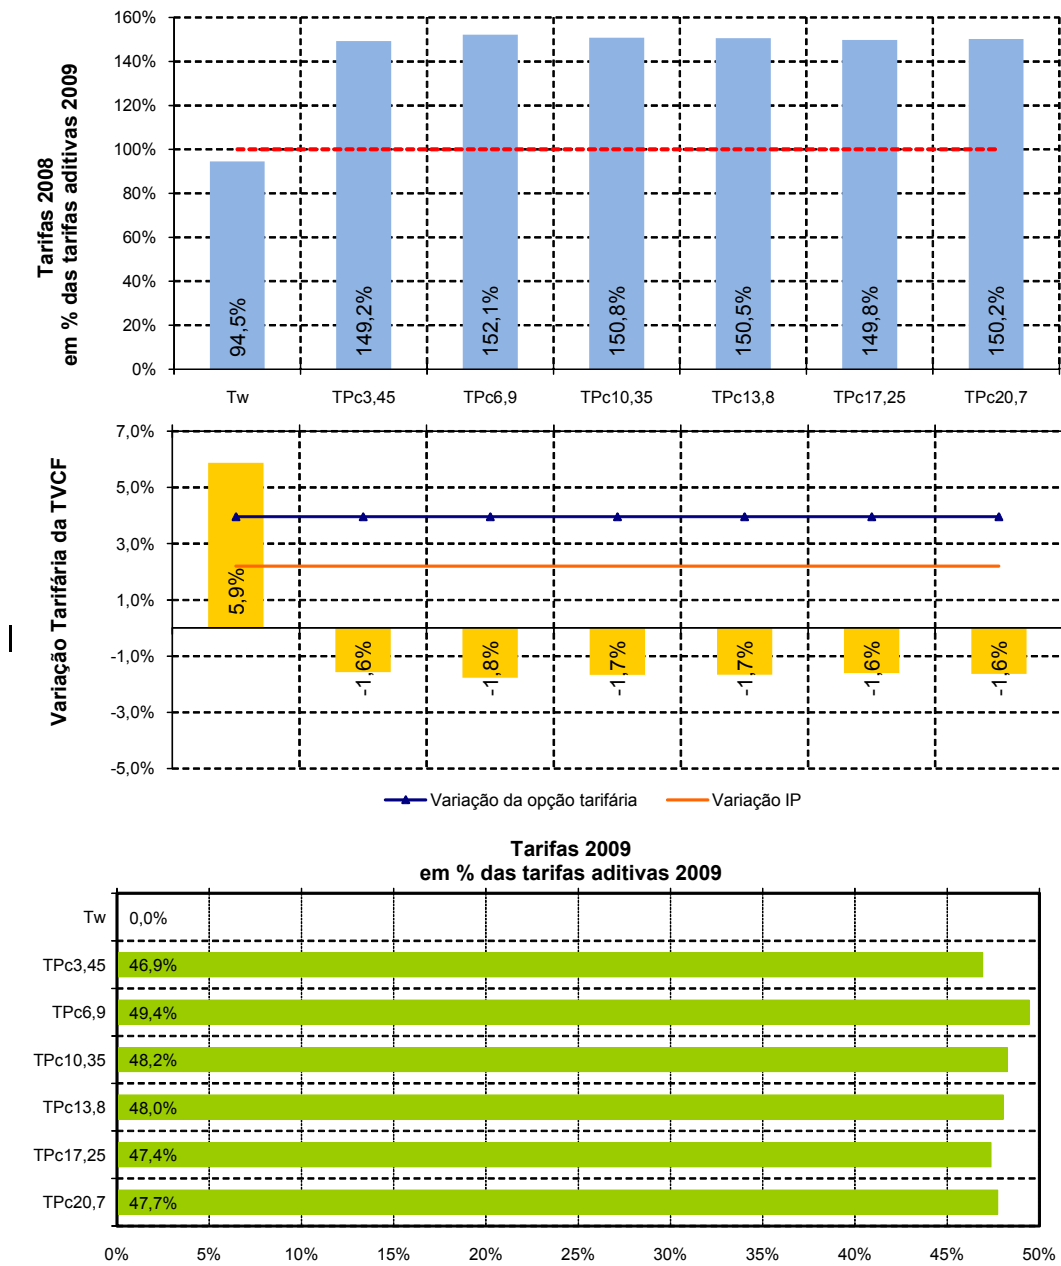 Tarifas 2008
em % das tarifas aditivas 2009
160%
140%
120%
100%
80%
60%
40%
20%
0%
94,5%
149,2%
152,1%
150,8%
150,5%
149,8%
150,2%
Tw
TPc3,45
TPc6,9
TPc10,35
TPc13,8
TPc17,25
TPc20,7
Variação Tarifária da TVCF
7,0%
5,0%
3,0%
1,0%
-1,0%
-3,0%
-5,0%
5,9%
-1,6%
-1,8%
-1,7%
-1,7%
-1,6%
-1,6%
Variação da opção tarifária
Variação IP
Tarifas 2009
em % das tarifas aditivas 2009
Tw
0,0%
TPc3,45
46,9%
TPc6,9
49,4%
TPc10,35
48,2%
TPc13,8
48,0%
TPc17,25
47,4%
TPc20,7
47,7%
0%
5%
10%
15%
20%
25%
30%
35%
40%
45%
50%